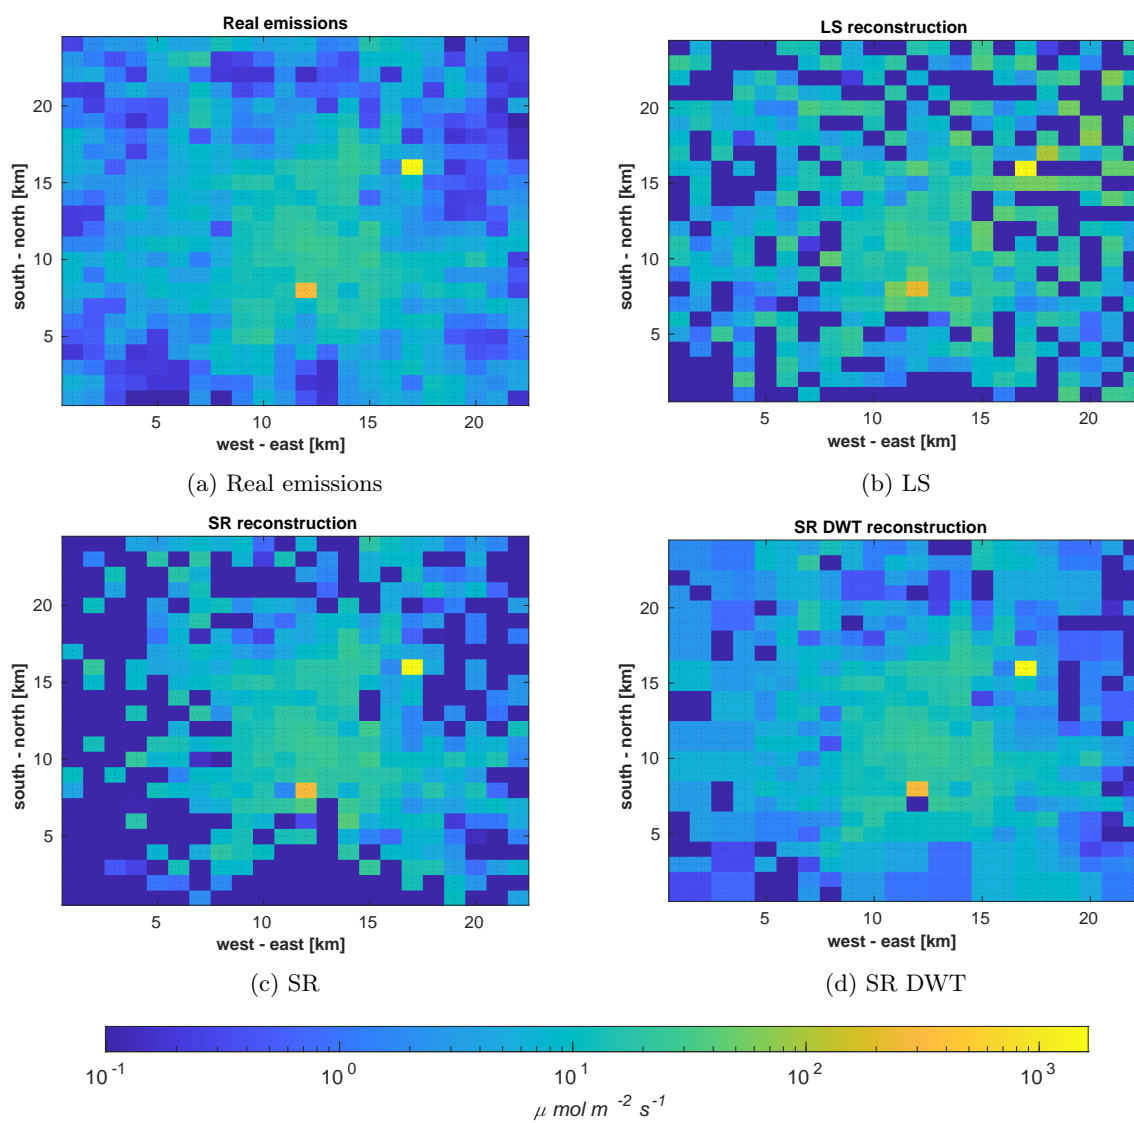 Real emissions
20
15
10
5
5
10
15
20
south - north [km]
west - east [km]
(a) Real emissions
LS reconstruction
20
15
10
5
5
10
15
20
south - north [km]
west - east [km]
(b) LS
SR reconstruction
20
15
10
5
5
10
15
20
south - north [km]
west - east [km]
(c) SR
SR DWT reconstruction
20
15
10
5
5
10
15
20
south - north [km]
west - east [km]
(d) SR DWT
10⁻¹ 10⁰ 10¹ 10² 10³
μ mol m⁻² s⁻¹